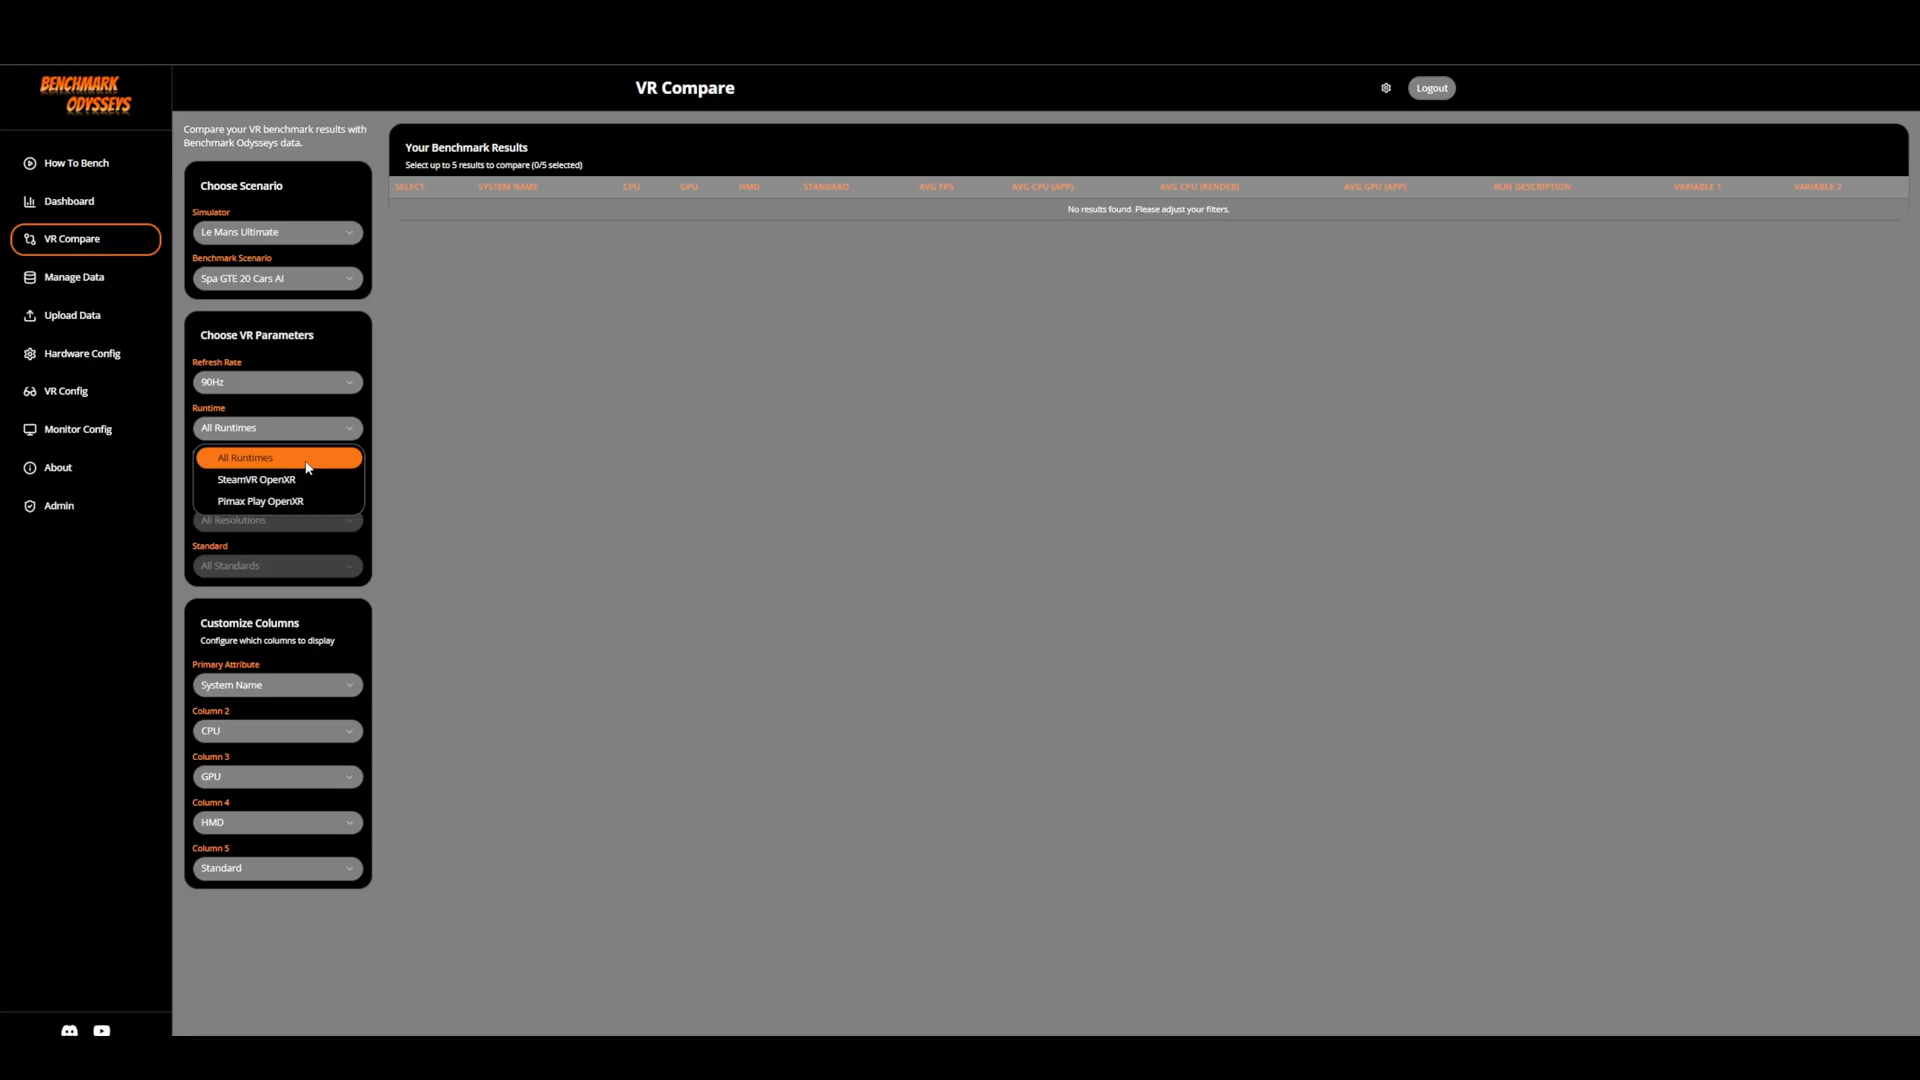 BENCHMARK
ODYSSEYS
VR Compare
Logout
How To Bench
Dashboard
VR Compare
Manage Data
Upload Data
Hardware Config
VR Config
Monitor Config
About
Admin
Compare your VR benchmark results with
Benchmark Odysseys data.
Choose Scenario
Simulator
Le Mans Ultimate
Benchmark Scenario
Spa GTE 20 Cars AI
Choose VR Parameters
Refresh Rate
90Hz
Runtime
All Runtimes
All Runtimes
SteamVR OpenXR
Pimax Play OpenXR
All Resolutions
Standard
All Standards
Customize Columns
Configure which columns to display
Primary Attribute
System Name
Column 2
CPU
Column 3
GPU
Column 4
HMD
Column 5
Standard
Your Benchmark Results
Select up to 5 results to compare (0/5 selected)
SELECT SYSTEM NAME CPU GPU HMD STANDARD AVG FPS AVG CPU (APP) AVG CPU (RENDER) AVG GPU (APP) RUN DESCRIPTION VARIABLE 1 VARIABLE 2
No results found. Please adjust your filters.